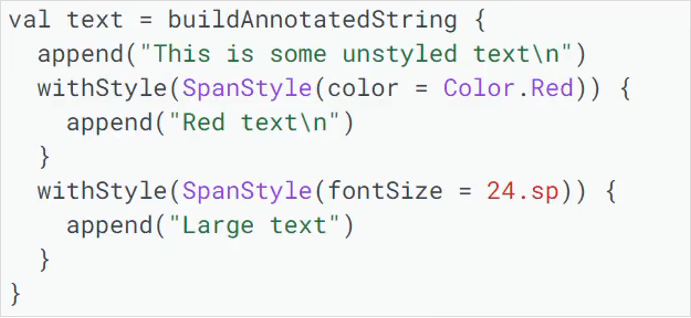 val text = buildAnnotatedString {
  append("This is some unstyled text\n")
  withStyle(SpanStyle(color = Color.Red)) {
    append("Red text\n")
  }
  withStyle(SpanStyle(fontSize = 24.sp)) {
    append("Large text")
  }
}